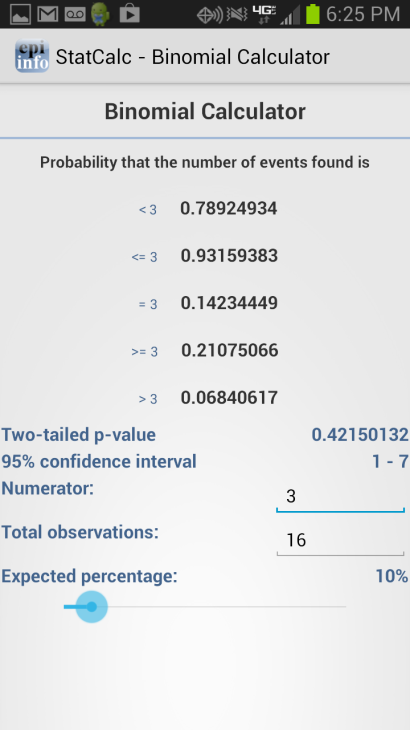 4G 6:25 PM
epi info StatCalc - Binomial Calculator
Binomial Calculator
Probability that the number of events found is
< 3 0.78924934
<= 3 0.93159383
= 3 0.14234449
>= 3 0.21075066
> 3 0.06840617
Two-tailed p-value 0.42150132
95% confidence interval 1 - 7
Numerator: 3
Total observations: 16
Expected percentage: 10%